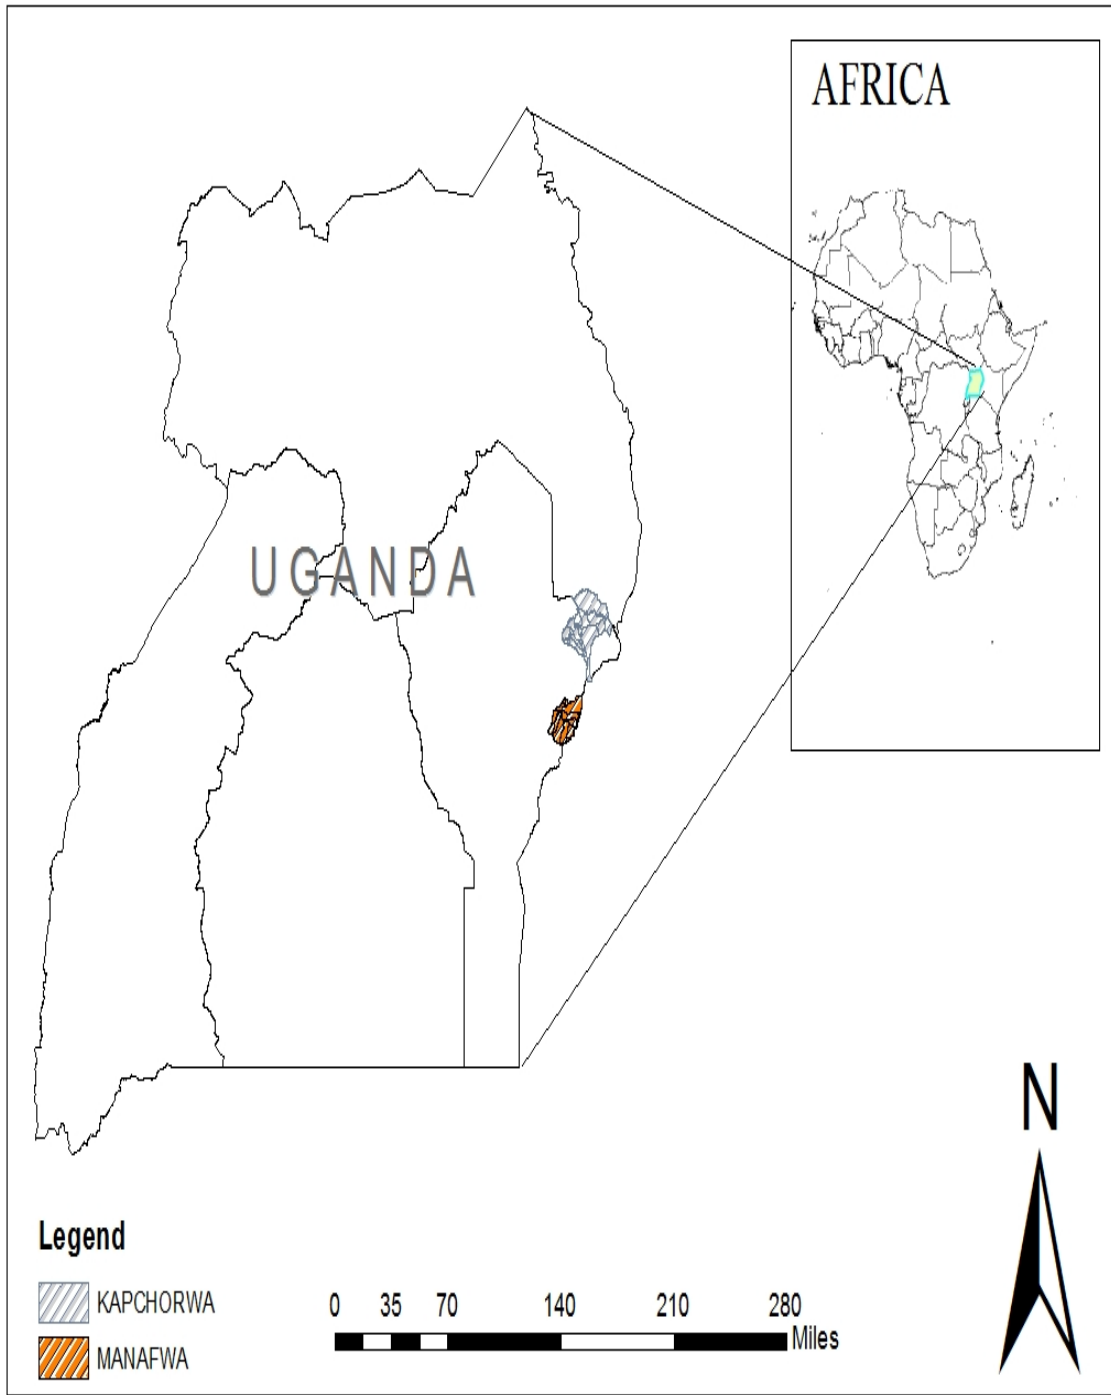 AFRICA
UGANDA
N
Legend
KAPCHORWA
MANAFWA
0 35 70 140 210 280
Miles